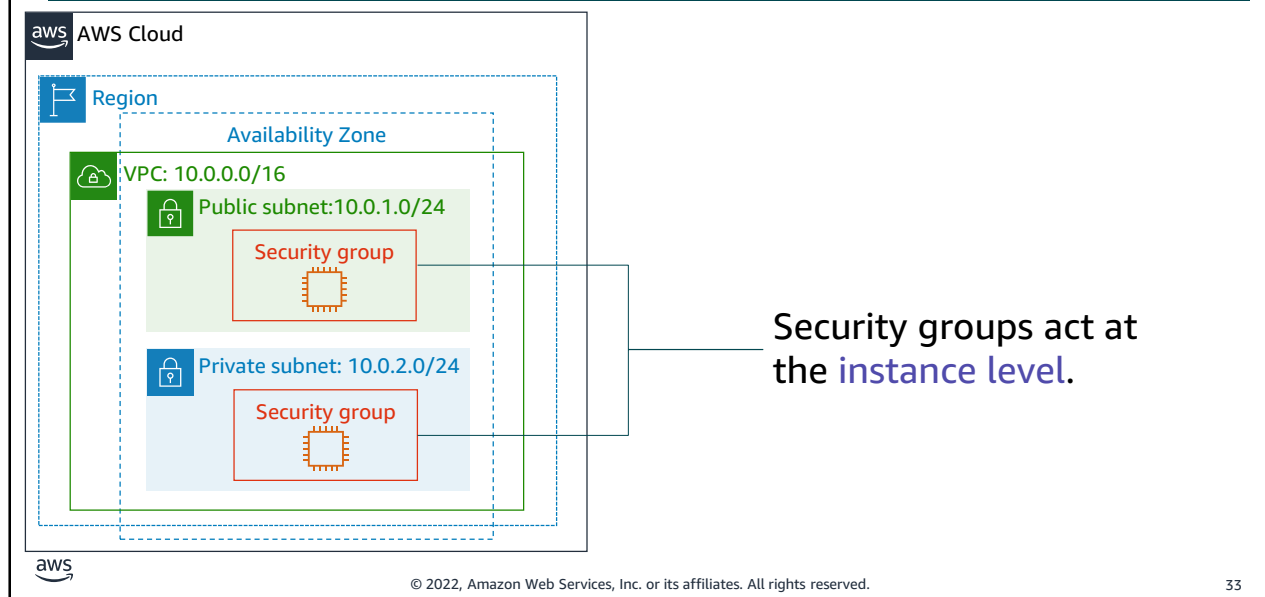 aws AWS Cloud
Region
Availability Zone
VPC: 10.0.0.0/16
Public subnet:10.0.1.0/24
Security group
Private subnet: 10.0.2.0/24
Security group
Security groups act at
the instance level.
aws
© 2022, Amazon Web Services, Inc. or its affiliates. All rights reserved.
33